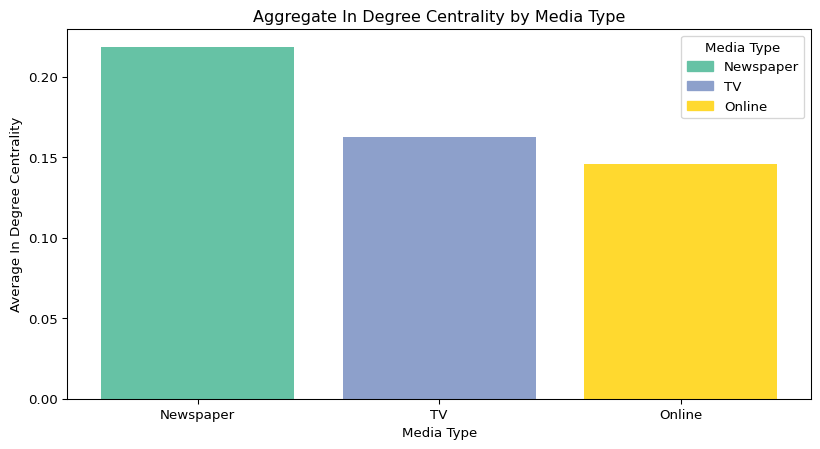 Aggregate In Degree Centrality by Media Type
Average In Degree Centrality
0.20
0.15
0.10
0.05
0.00
Media Type
Newspaper
TV
Online
Newspaper TV Online
Media Type